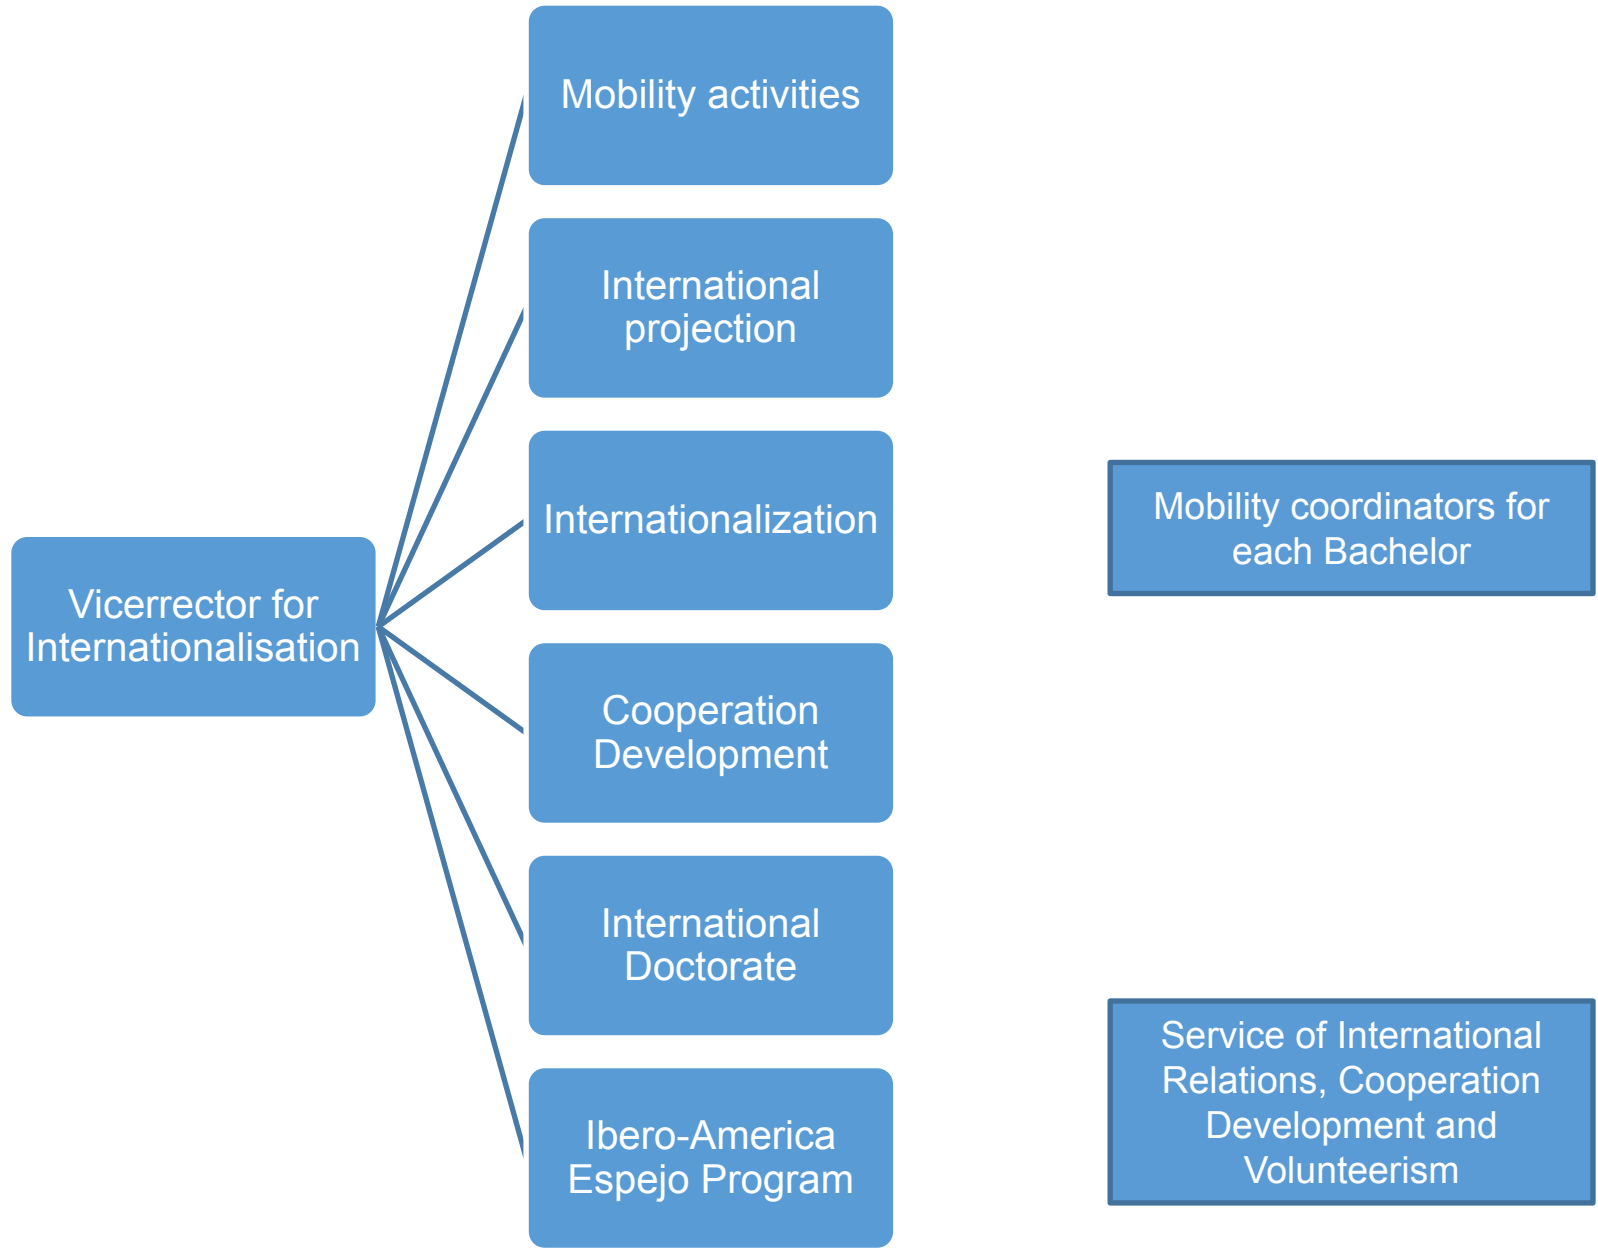 Mobility activities
International
projection
Internationalization
Vicerrector for
Internationalisation
Cooperation
Development
International
Doctorate
Ibero-America
Espejo Program
Mobility coordinators for
each Bachelor
Service of International
Relations, Cooperation
Development and
Volunteerism